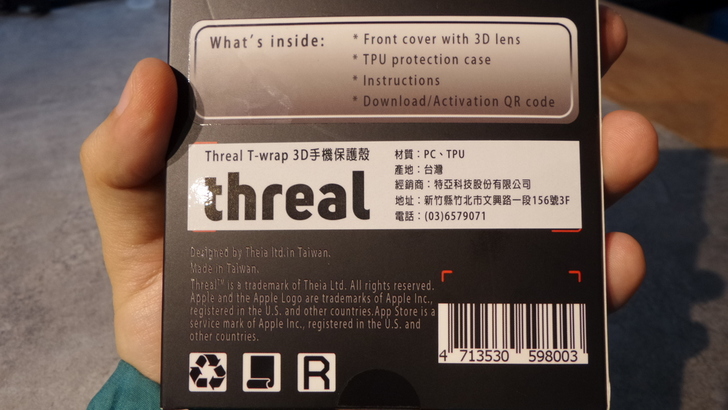 What's inside:
* Front cover with 3D lens
* TPU protection case
* Instructions
* Download/Activation QR code
Threal T-wrap 3D手機保護殼
threal
材質：PC、TPU
產地：台灣
經銷商：特亞科技股份有限公司
地址：新竹縣竹北市文興路一段156號3F
電話：(03)6579071
Designed by Theia ltd.in Taiwan.
Made in Taiwan.
Threal™ is a trademark of Theia Ltd. All rights reserved.
Apple and the Apple Logo are trademarks of Apple Inc.,
registered in the U.S. and other countries.App Store is a
service mark of Apple Inc., registered in the U.S. and
other countries.
4 713530 598003
R